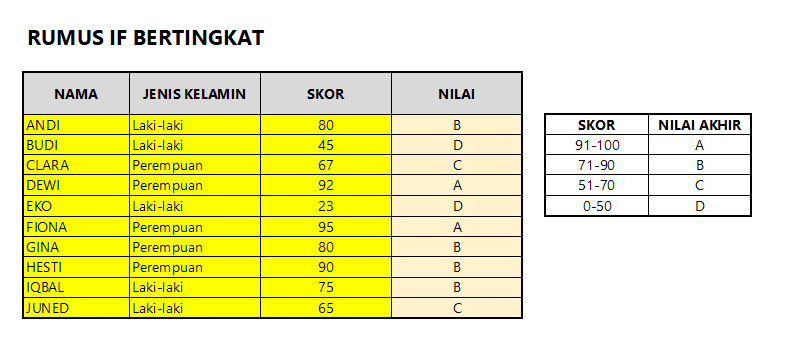 RUMUS IF BERTINGKAT
NAMA JENIS KELAMIN SKOR NILAI
ANDI Laki-laki 80 B
BUDI Laki-laki 45 D
CLARA Perempuan 67 C
DEWI Perempuan 92 A
EKO Laki-laki 23 D
FIONA Perempuan 95 A
GINA Perempuan 80 B
HESTI Perempuan 90 B
IQBAL Laki-laki 75 B
JUNED Laki-laki 65 C
SKOR NILAI AKHIR
91-100 A
71-90 B
51-70 C
0-50 D